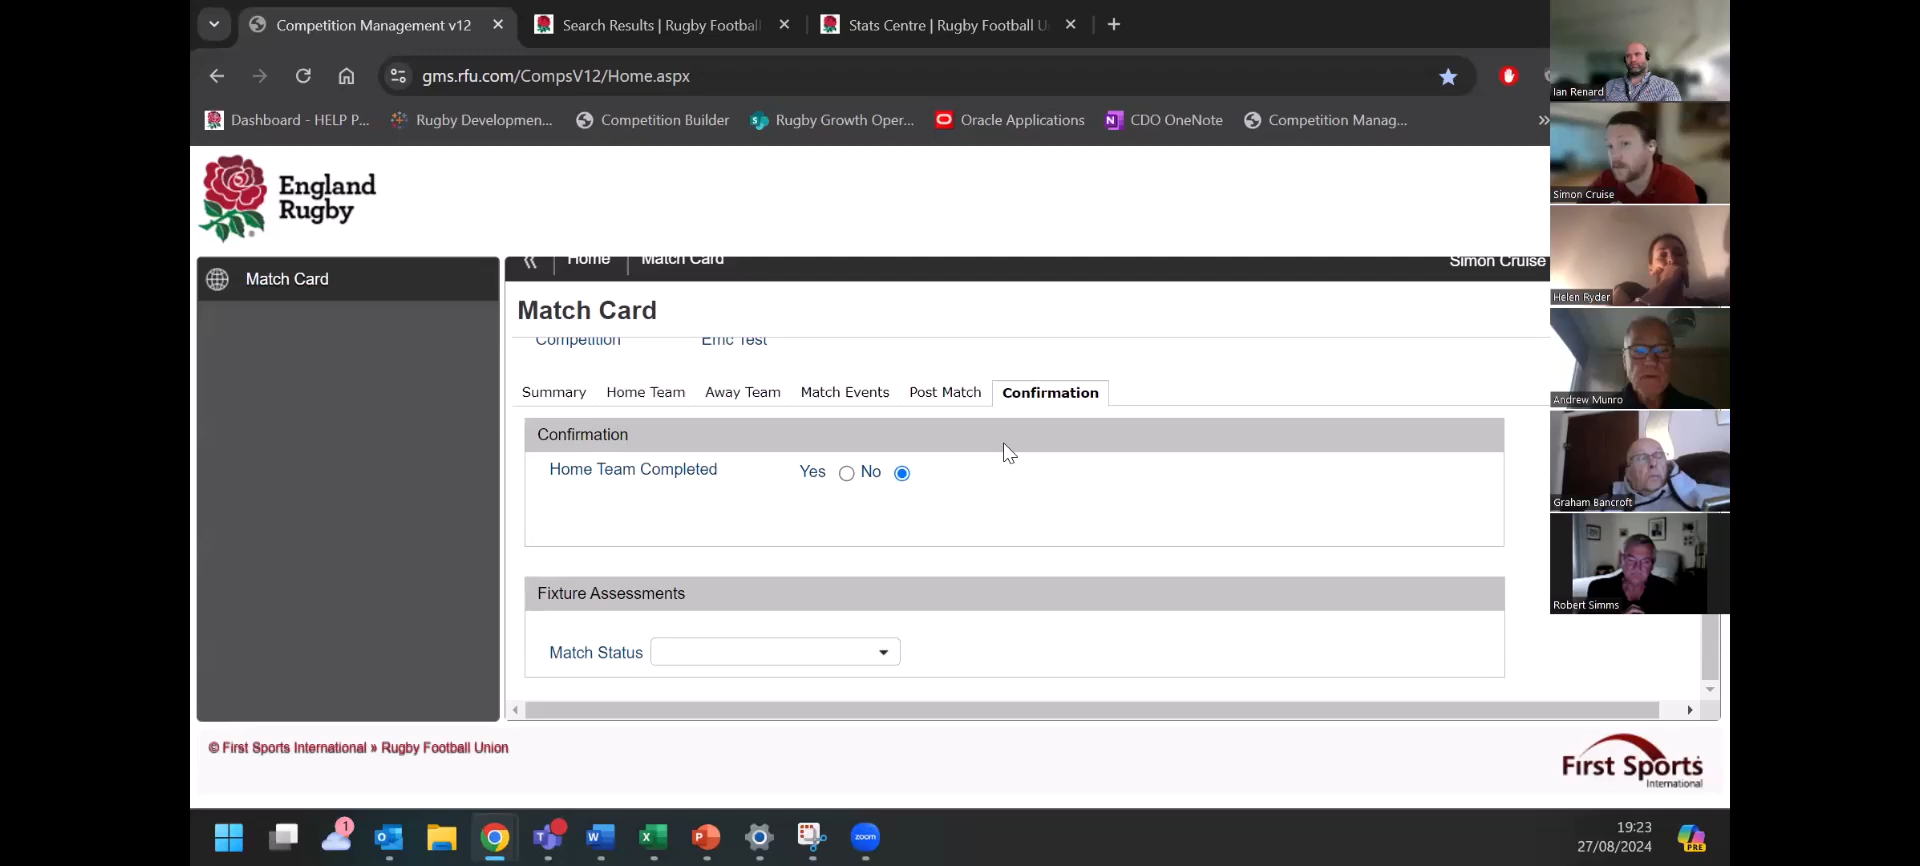 Competition Management v12
Search Results | Rugby Football
Stats Centre | Rugby Football U
gms.rfu.com/CompsV12/Home.aspx
Dashboard - HELP P...
Rugby Developmen...
Competition Builder
Rugby Growth Oper...
Oracle Applications
CDO OneNote
Competition Manag...
England
Rugby
Match Card
Home
Match Card
Simon Cruise
Match Card
Competition
Emc Test
Summary
Home Team
Away Team
Match Events
Post Match
Confirmation
Confirmation
Home Team Completed
Yes
No
Fixture Assessments
Match Status
© First Sports International » Rugby Football Union
First Sports
International
Ian Renard
Simon Cruise
Helen Ryder
Andrew Munro
Graham Bancroft
Robert Simms
1
zoom
19:23
27/08/2024
PRE